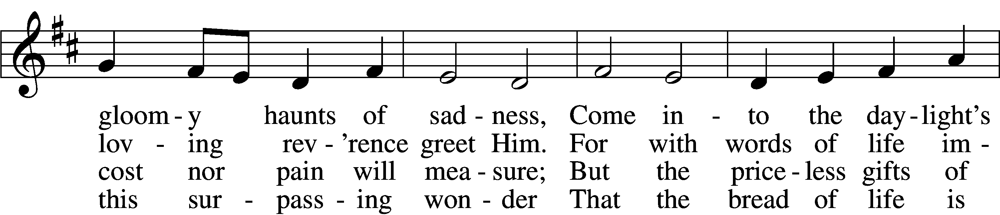 gloom - y haunts of sad - ness, Come in - to the day - light's
lov - ing rev - 'rence greet Him. For with words of life im -
cost nor pain will mea - sure; But the price - less gifts of
this sur - pass - ing won - der That the bread of life is